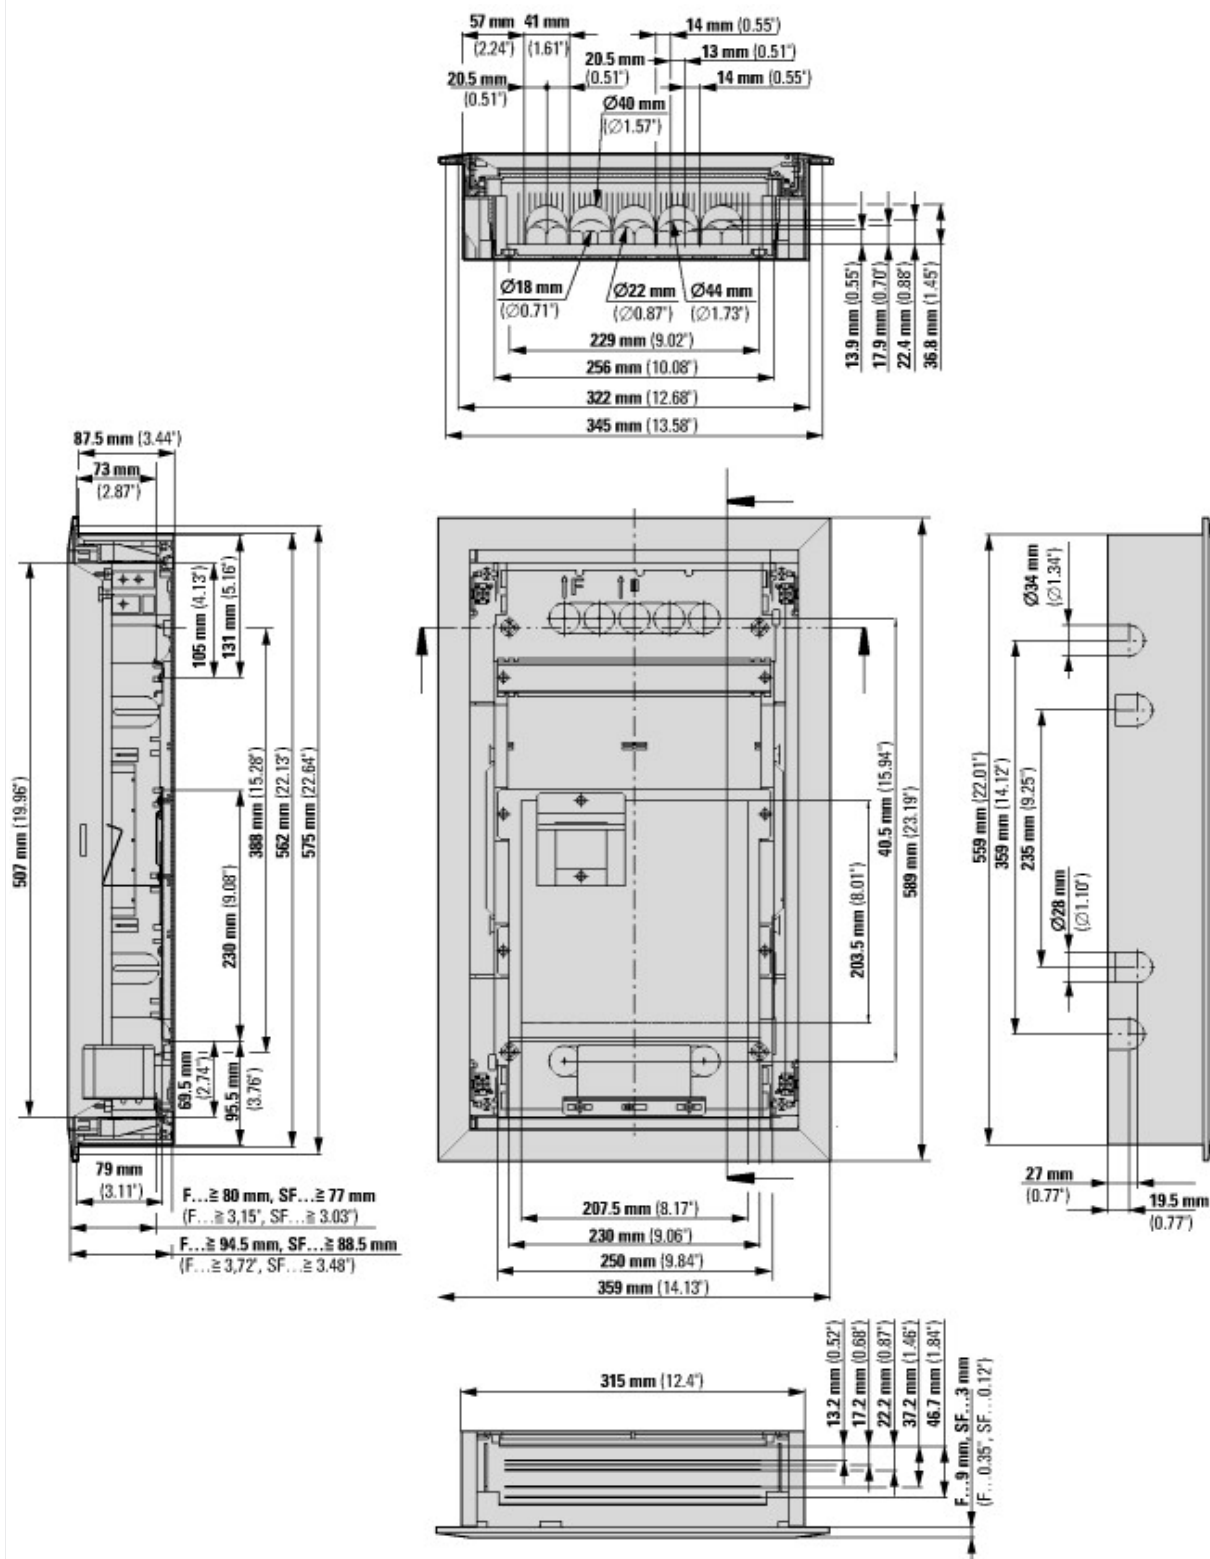 57 mm
(2.24")
41 mm
(1.61")
14 mm (0.55")
20.5 mm
(0.51")
13 mm (0.51")
20.5 mm
(0.51")
14 mm (0.55")
Ø40 mm
(Ø1.57")
Ø18 mm
(Ø0.71")
Ø22 mm
(Ø0.87")
Ø44 mm
(Ø1.73")
13.9 mm (0.55")
17.9 mm (0.70")
22.4 mm (0.88")
36.8 mm (1.45")
229 mm (9.02")
256 mm (10.08")
322 mm (12.68")
345 mm (13.58")
87.5 mm (3.44")
73 mm
(2.87")
507 mm (19.96")
105 mm (4.13")
131 mm (5.16")
388 mm (15.28")
562 mm (22.13")
575 mm (22.64")
230 mm (9.08")
69.5 mm
(2.74")
95.5 mm
(3.76")
79 mm
(3.11")
F...≧ 80 mm, SF...≧ 77 mm
(F...≧ 3,15", SF...≧ 3.03")
F...≧ 94.5 mm, SF...≧ 88.5 mm
(F...≧ 3,72", SF...≧ 3.48")
40.5 mm (15.94")
589 mm (23.19")
203.5 mm (8.01")
207.5 mm (8.17")
230 mm (9.06")
250 mm (9.84")
359 mm (14.13")
Ø34 mm
(Ø1.34")
559 mm (22.01")
359 mm (14.12")
235 mm (9.25")
Ø28 mm
(Ø1.10")
27 mm
(0.77")
19.5 mm
(0.77")
315 mm (12.4")
13.2 mm (0.52")
17.2 mm (0.68")
22.2 mm (0.87")
37.2 mm (1.46")
46.7 mm (1.84")
F...9 mm, SF...3 mm
(F...0.35", SF...0.12")